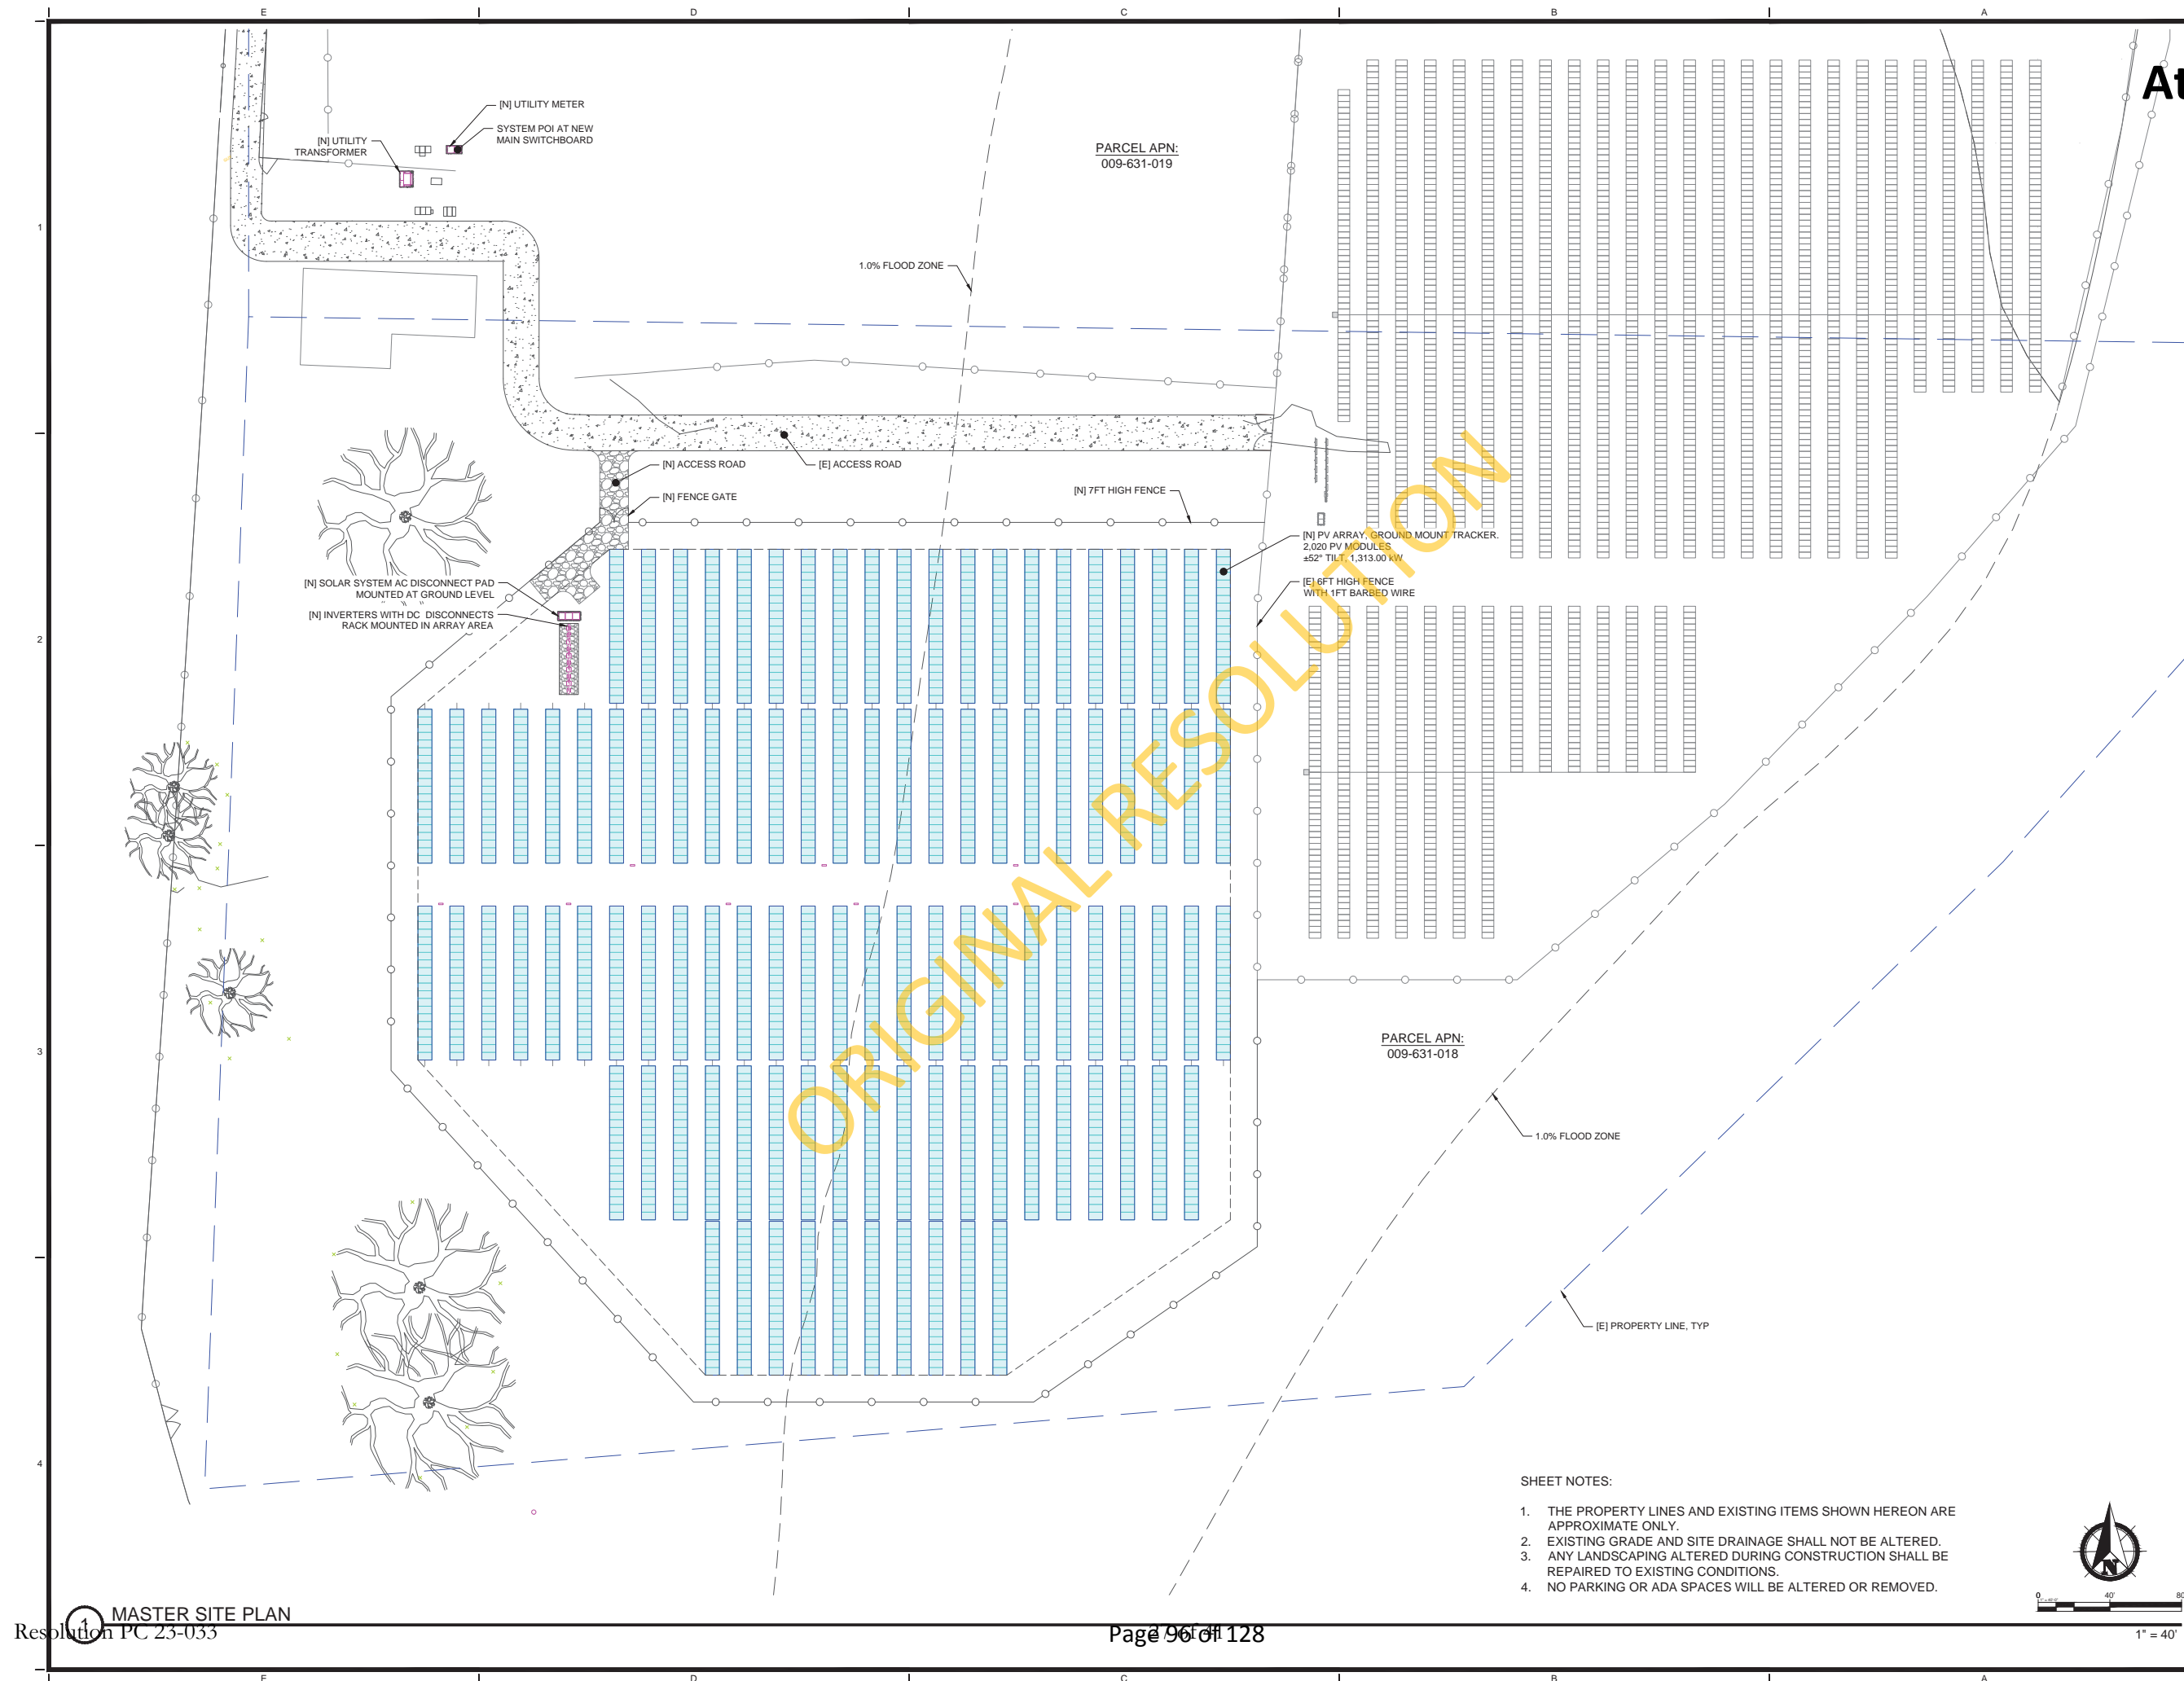 E D C B A
At
[N] UTILITY METER
SYSTEM POI AT NEW
MAIN SWITCHBOARD
[N] UTILITY
TRANSFORMER
PARCEL APN:
009-631-019
1
1.0% FLOOD ZONE
[N] ACCESS ROAD
[E] ACCESS ROAD
[N] FENCE GATE
[N] 7FT HIGH FENCE
[N] PV ARRAY, GROUND MOUNT TRACKER.
2,020 PV MODULES
±52° TILT, 1,313.00 kW
[E] 6FT HIGH FENCE
WITH 1FT BARBED WIRE
[N] SOLAR SYSTEM AC DISCONNECT PAD
MOUNTED AT GROUND LEVEL
[N] INVERTERS WITH DC DISCONNECTS
RACK MOUNTED IN ARRAY AREA
2
ORIGINAL RESOLUTION
3
PARCEL APN:
009-631-018
1.0% FLOOD ZONE
[E] PROPERTY LINE, TYP
4
SHEET NOTES:
1. THE PROPERTY LINES AND EXISTING ITEMS SHOWN HEREON ARE
APPROXIMATE ONLY.
2. EXISTING GRADE AND SITE DRAINAGE SHALL NOT BE ALTERED.
3. ANY LANDSCAPING ALTERED DURING CONSTRUCTION SHALL BE
REPAIRED TO EXISTING CONDITIONS.
4. NO PARKING OR ADA SPACES WILL BE ALTERED OR REMOVED.
N
0 40' 80
1 MASTER SITE PLAN
Resolution PC 23-033
Page 96 of 128
1" = 40'
E D C B A